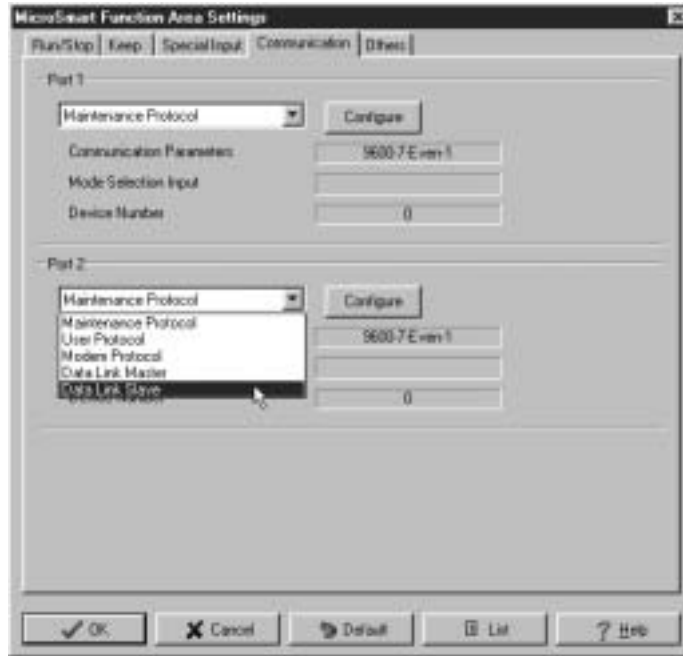 MicroSmart Function Area Settings
Run/Stop Keep Special Input Communication Others
Port 1
Maintenance Protocol Configure
Communication Parameters 9600-7-Even-1
Mode Selection Input
Device Number 0
Port 2
Maintenance Protocol Configure
Maintenance Protocol
User Protocol 9600-7-Even-1
Modem Protocol
Data Link Master
Data Link Slave
0
OK Cancel Default List ? Help